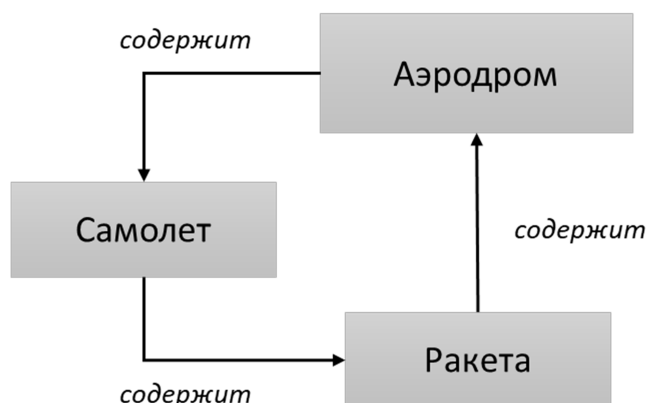 содержит
Аэродром
Самолет
содержит
Ракета
содержит